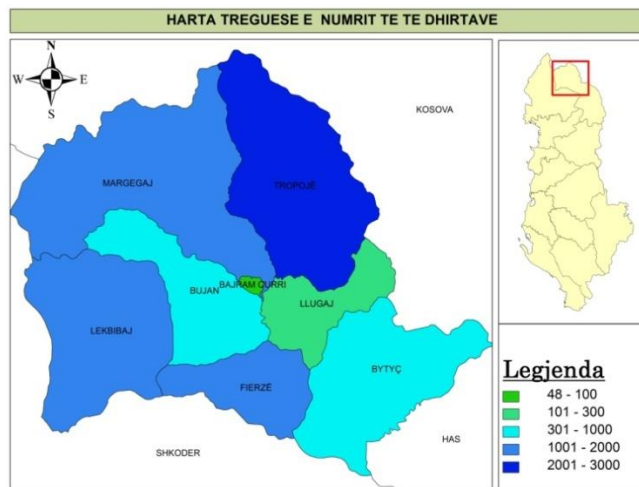 HARTA TREGUESE E NUMRIT TE TE DHIRTAVE
N
W E
S
KOSOVA
MARGEGAJ
TROPOJË
BAJRAM CURRI
BUJAN
LLUGAJ
LEKBIBAJ
BYTYÇ
FIERZË
SHKODER
HAS
Legjenda
48 - 100
101 - 300
301 - 1000
1001 - 2000
2001 - 3000